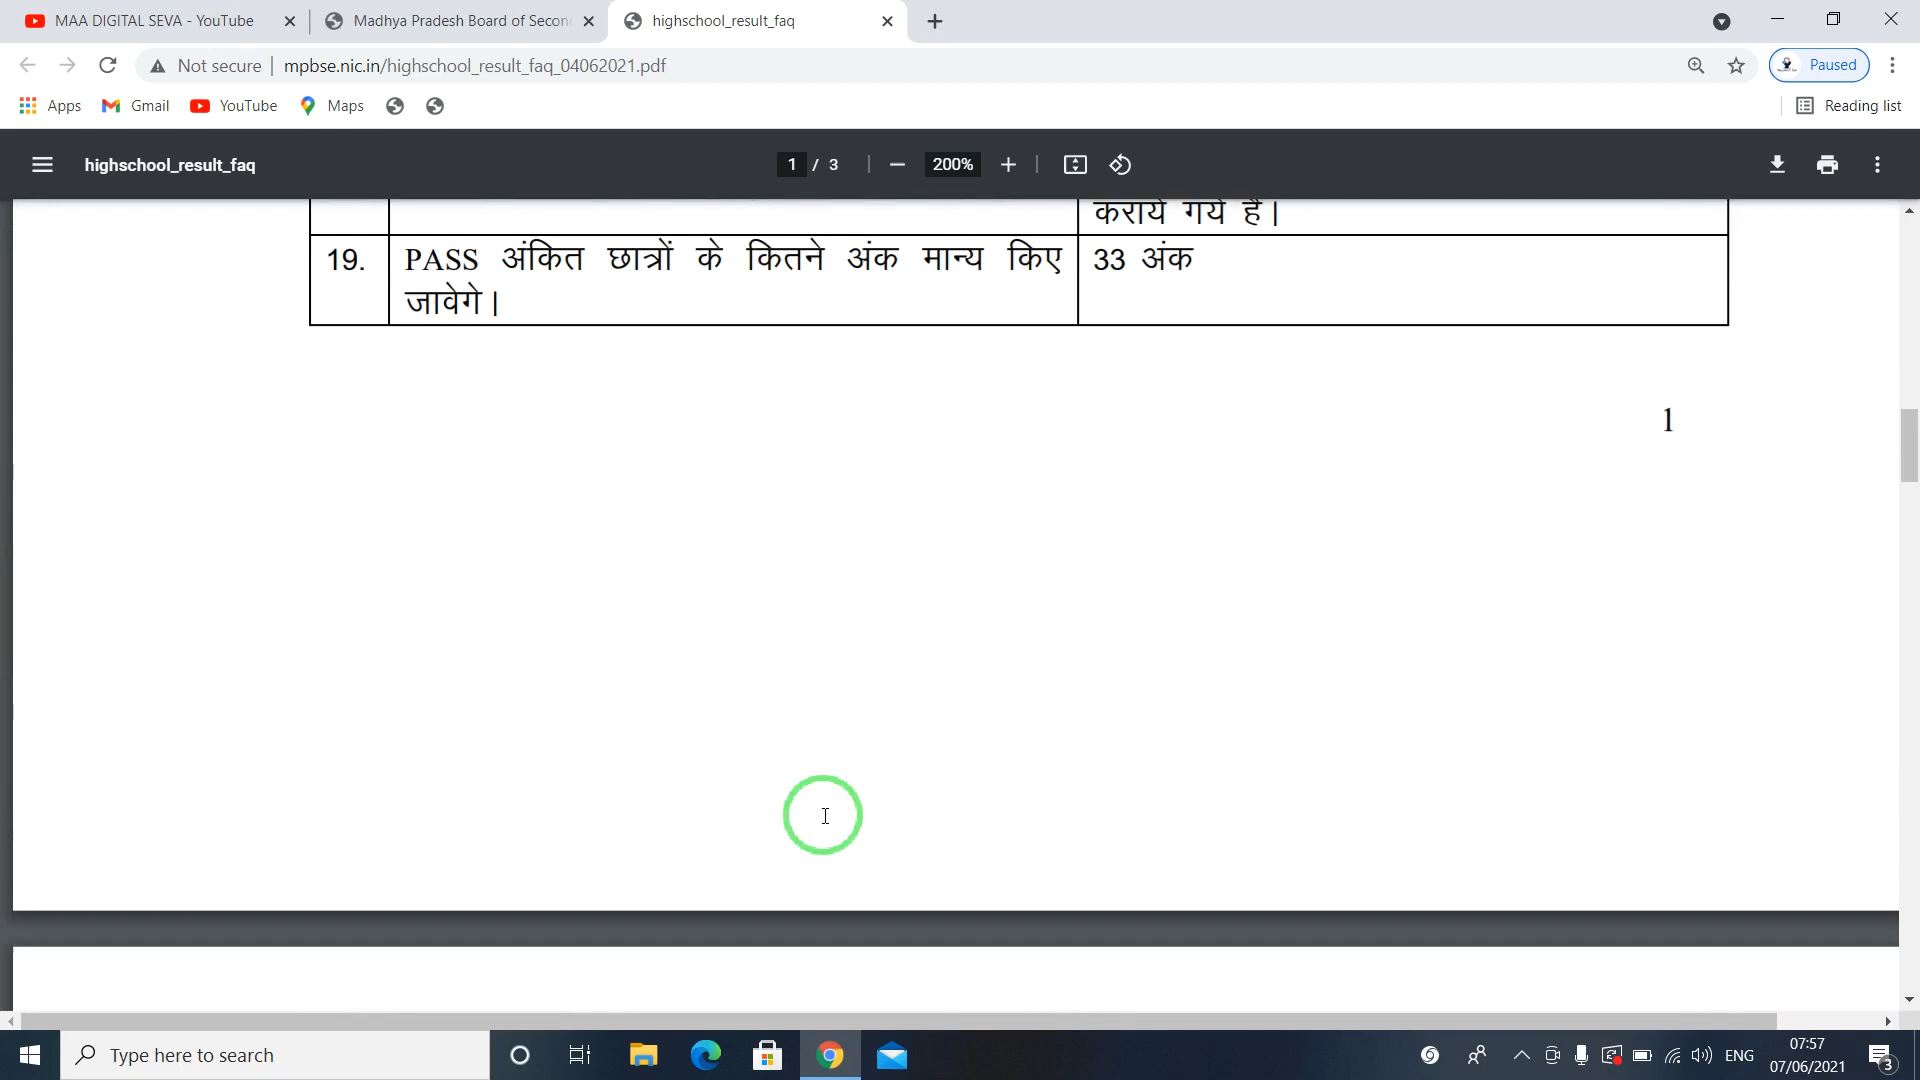 MAA DIGITAL SEVA - YouTube
Madhya Pradesh Board of Secon
highschool_result_faq
Not secure
mpbse.nic.in/highschool_result_faq_04062021.pdf
Paused
Apps
Gmail
YouTube
Maps
Reading list
highschool_result_faq
1 / 3
200%
कराये गये है।
19.
PASS अंकित छात्रों के कितने अंक मान्य किए
जावेगे।
33 अंक
1
Type here to search
ENG
07:57
07/06/2021
3